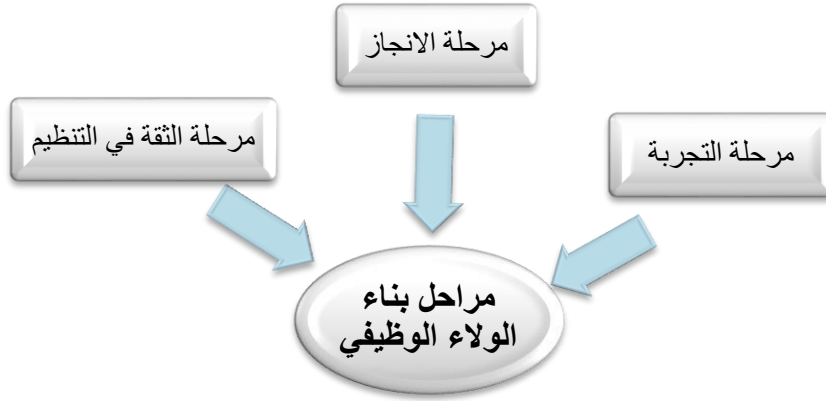 مرحلة الانجاز
مرحلة التجربة
مرحلة الثقة في التنظيم
مراحل بناء
الولاء الوظيفي